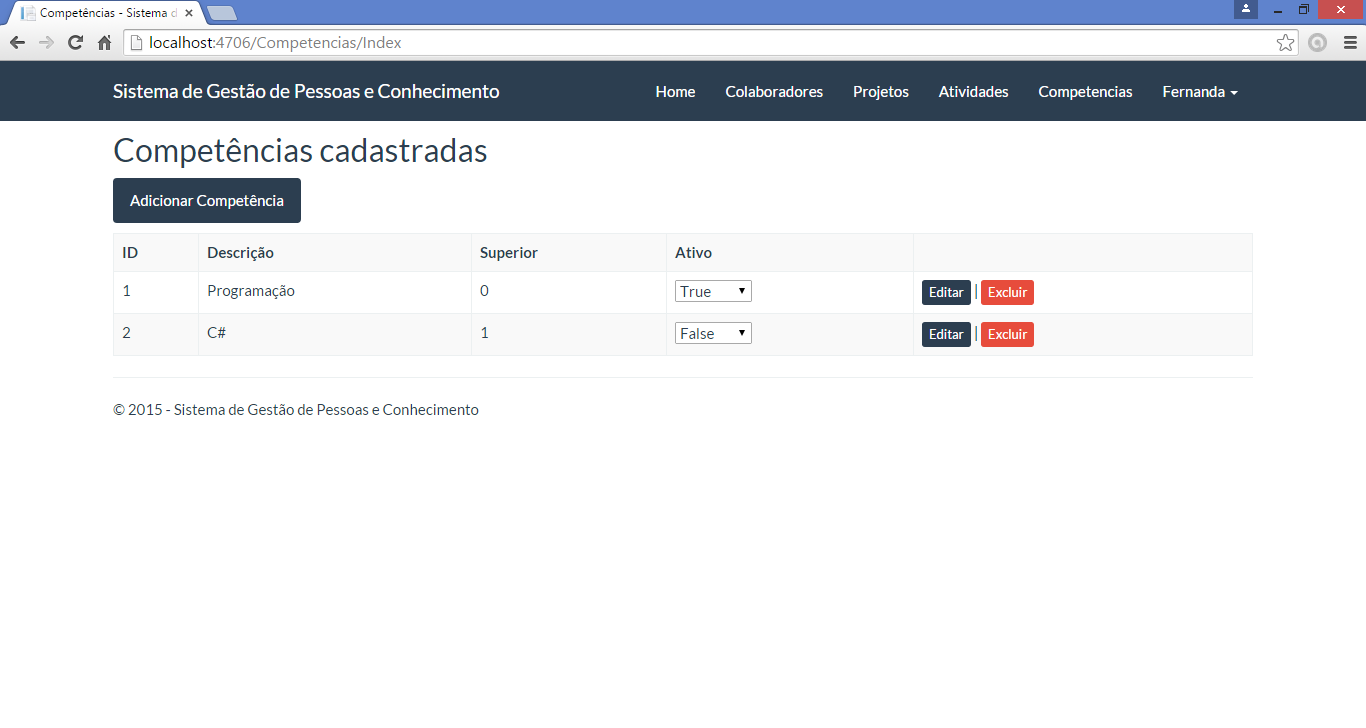 Competências - Sistema d
localhost:4706/Competencias/Index
Sistema de Gestão de Pessoas e Conhecimento Home Colaboradores Projetos Atividades Competencias Fernanda
Competências cadastradas
Adicionar Competência
ID Descrição Superior Ativo
1 Programação 0 True Editar | Excluir
2 C# 1 False Editar | Excluir
© 2015 - Sistema de Gestão de Pessoas e Conhecimento